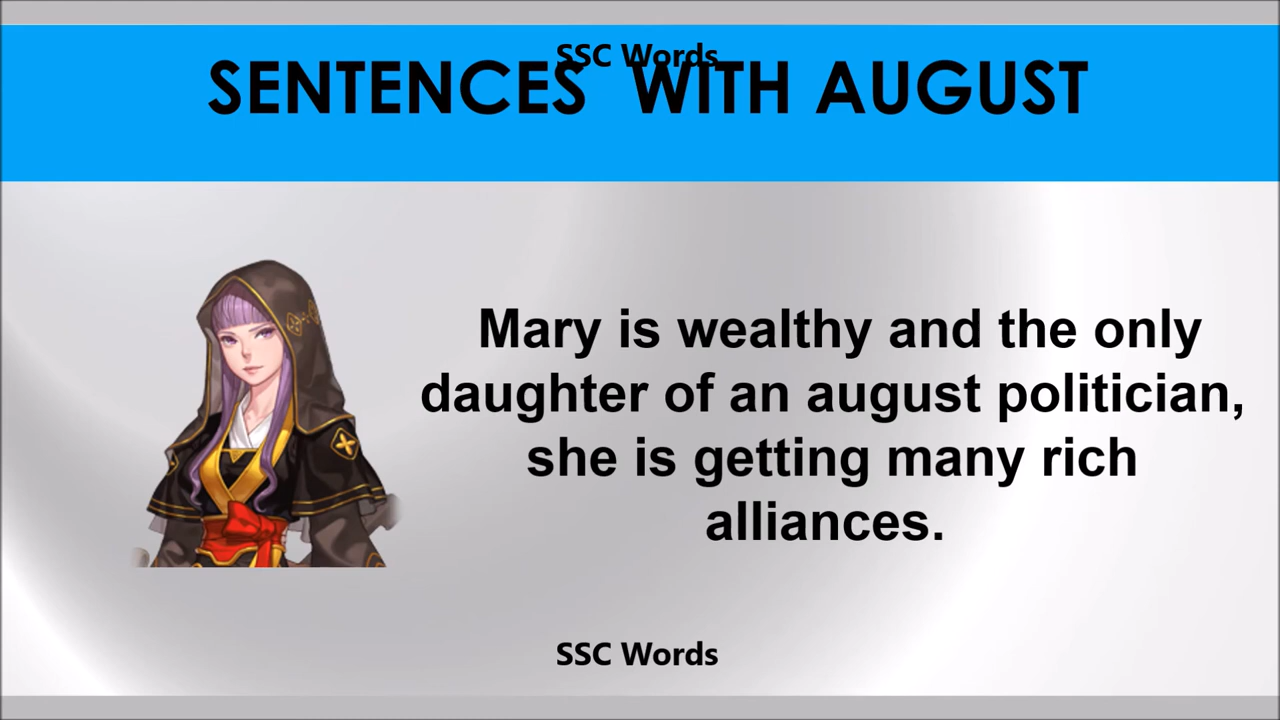 SSC Words
SENTENCES WITH AUGUST
Mary is wealthy and the only
daughter of an august politician,
she is getting many rich
alliances.
SSC Words